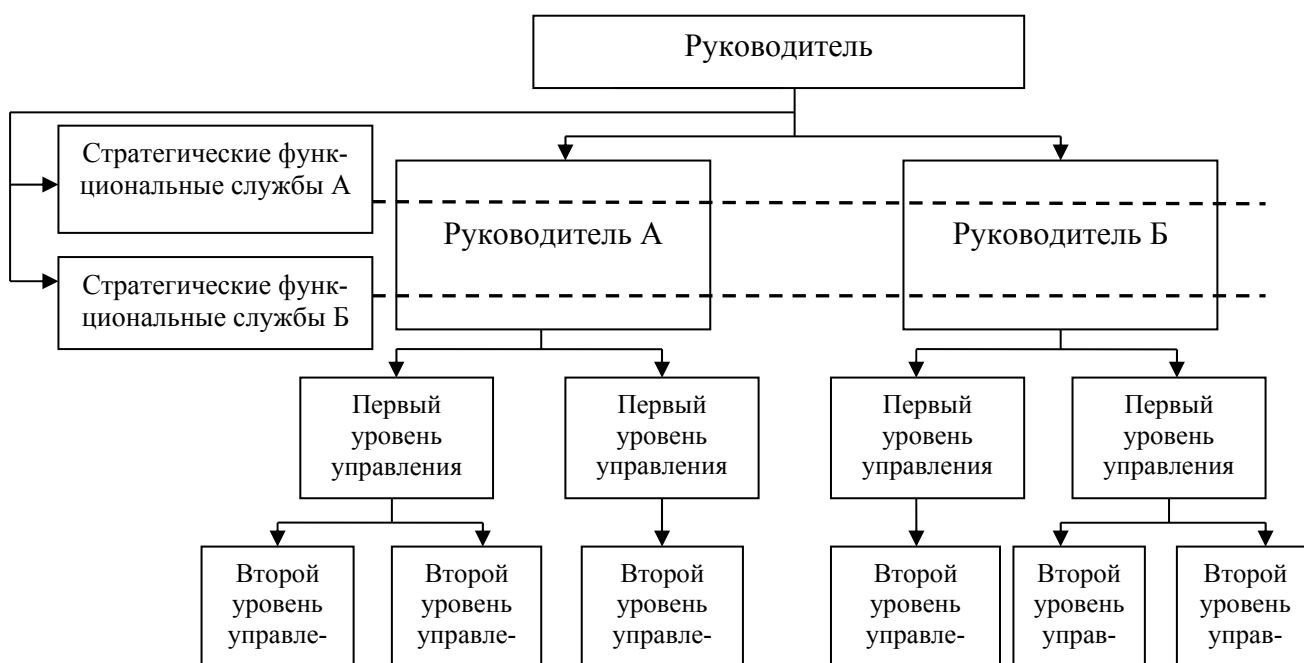 Руководитель
Стратегические функ-
циональные службы А
Руководитель А
Руководитель Б
Стратегические функ-
циональные службы Б
Первый
уровень
управления
Первый
уровень
управления
Первый
уровень
управления
Первый
уровень
управления
Второй
уровень
управле-
Второй
уровень
управле-
Второй
уровень
управле-
Второй
уровень
управле-
Второй
уровень
управ-
Второй
уровень
управ-